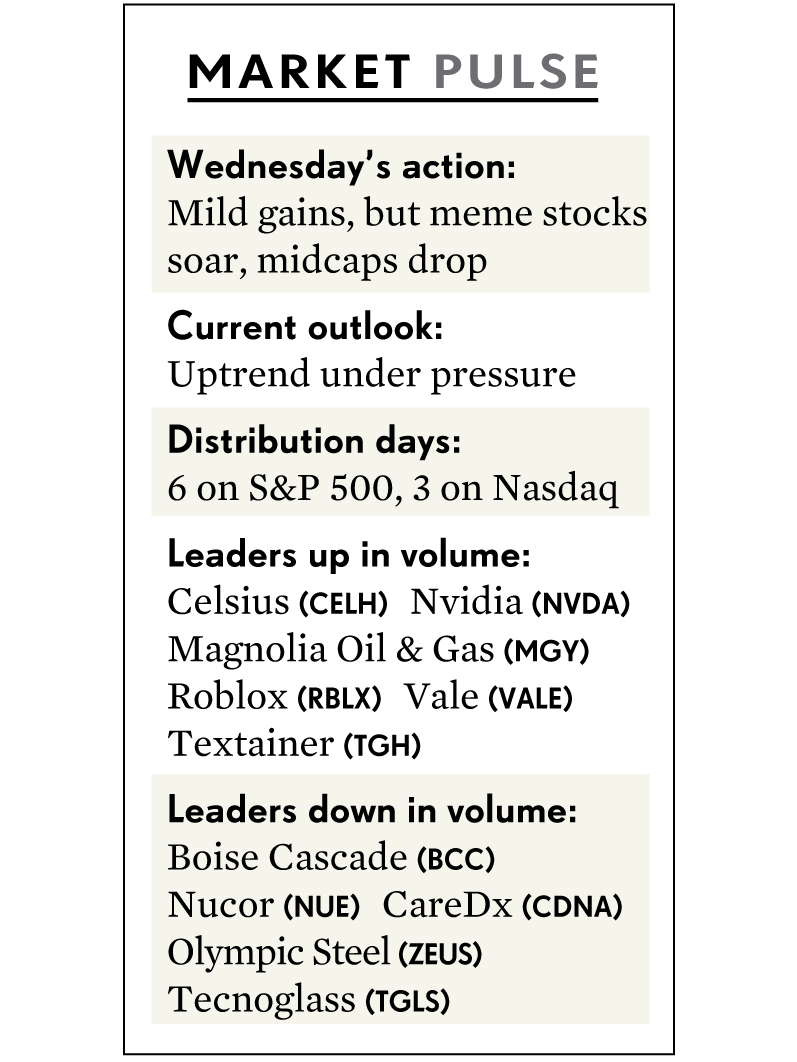 MARKET PULSE
Wednesday’s action:
Mild gains, but meme stocks
soar, midcaps drop
Current outlook:
Uptrend under pressure
Distribution days:
6 on S&P 500, 3 on Nasdaq
Leaders up in volume:
Celsius (CELH) Nvidia (NVDA)
Magnolia Oil & Gas (MGY)
Roblox (RBLX) Vale (VALE)
Textainer (TGH)
Leaders down in volume:
Boise Cascade (BCC)
Nucor (NUE) CareDx (CDNA)
Olympic Steel (ZEUS)
Tecnoglass (TGLS)